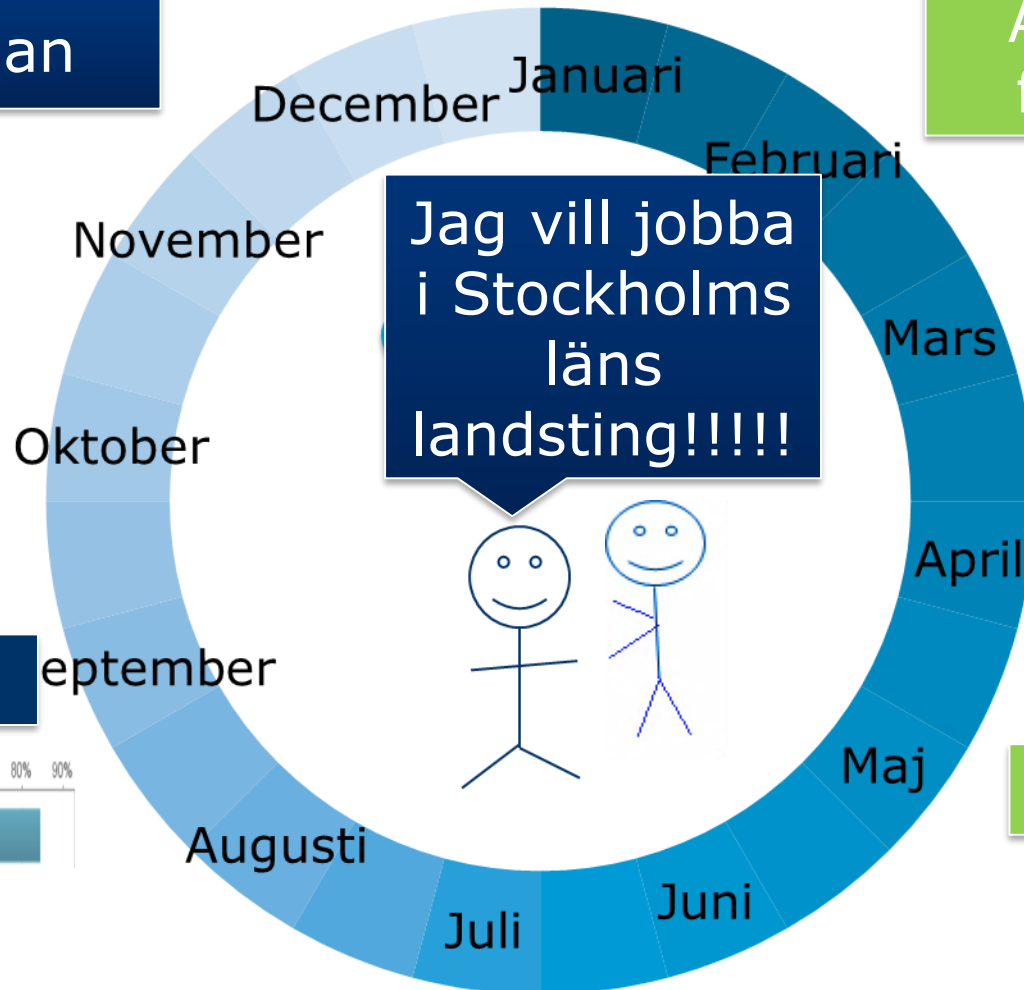 an
A
f
Januari
December
Februari
November
Jag vill jobba
i Stockholms
läns
landsting!!!!!
Mars
Oktober
April
eptember
80% 90%
Maj
Augusti
Juni
Juli